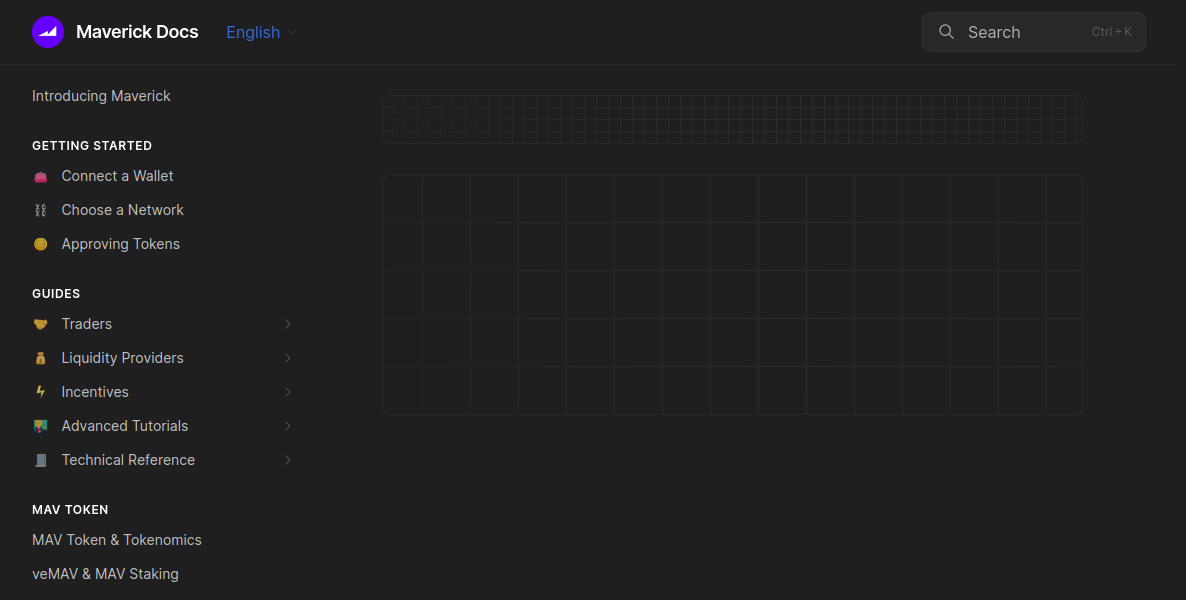 Maverick Docs
English
Search
Ctrl + K
Introducing Maverick
GETTING STARTED
Connect a Wallet
Choose a Network
Approving Tokens
GUIDES
Traders
Liquidity Providers
Incentives
Advanced Tutorials
Technical Reference
MAV TOKEN
MAV Token & Tokenomics
veMAV & MAV Staking